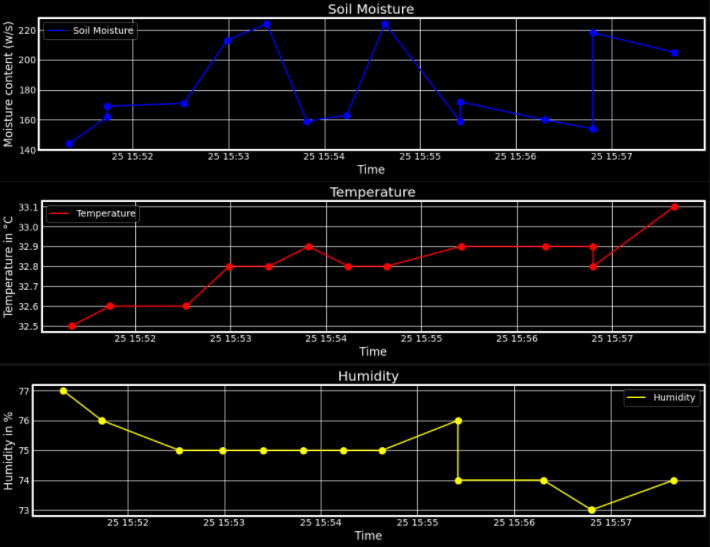 Soil Moisture
Soil Moisture
Moisture content (w/s)
220
200
180
160
140
25 15:52 25 15:53 25 15:54 25 15:55 25 15:56 25 15:57
Time
Temperature
Temperature
Temperature in °C
33.1
33.0
32.9
32.8
32.7
32.6
32.5
25 15:52 25 15:53 25 15:54 25 15:55 25 15:56 25 15:57
Time
Humidity
Humidity
Humidity in %
77
76
75
74
73
25 15:52 25 15:53 25 15:54 25 15:55 25 15:56 25 15:57
Time